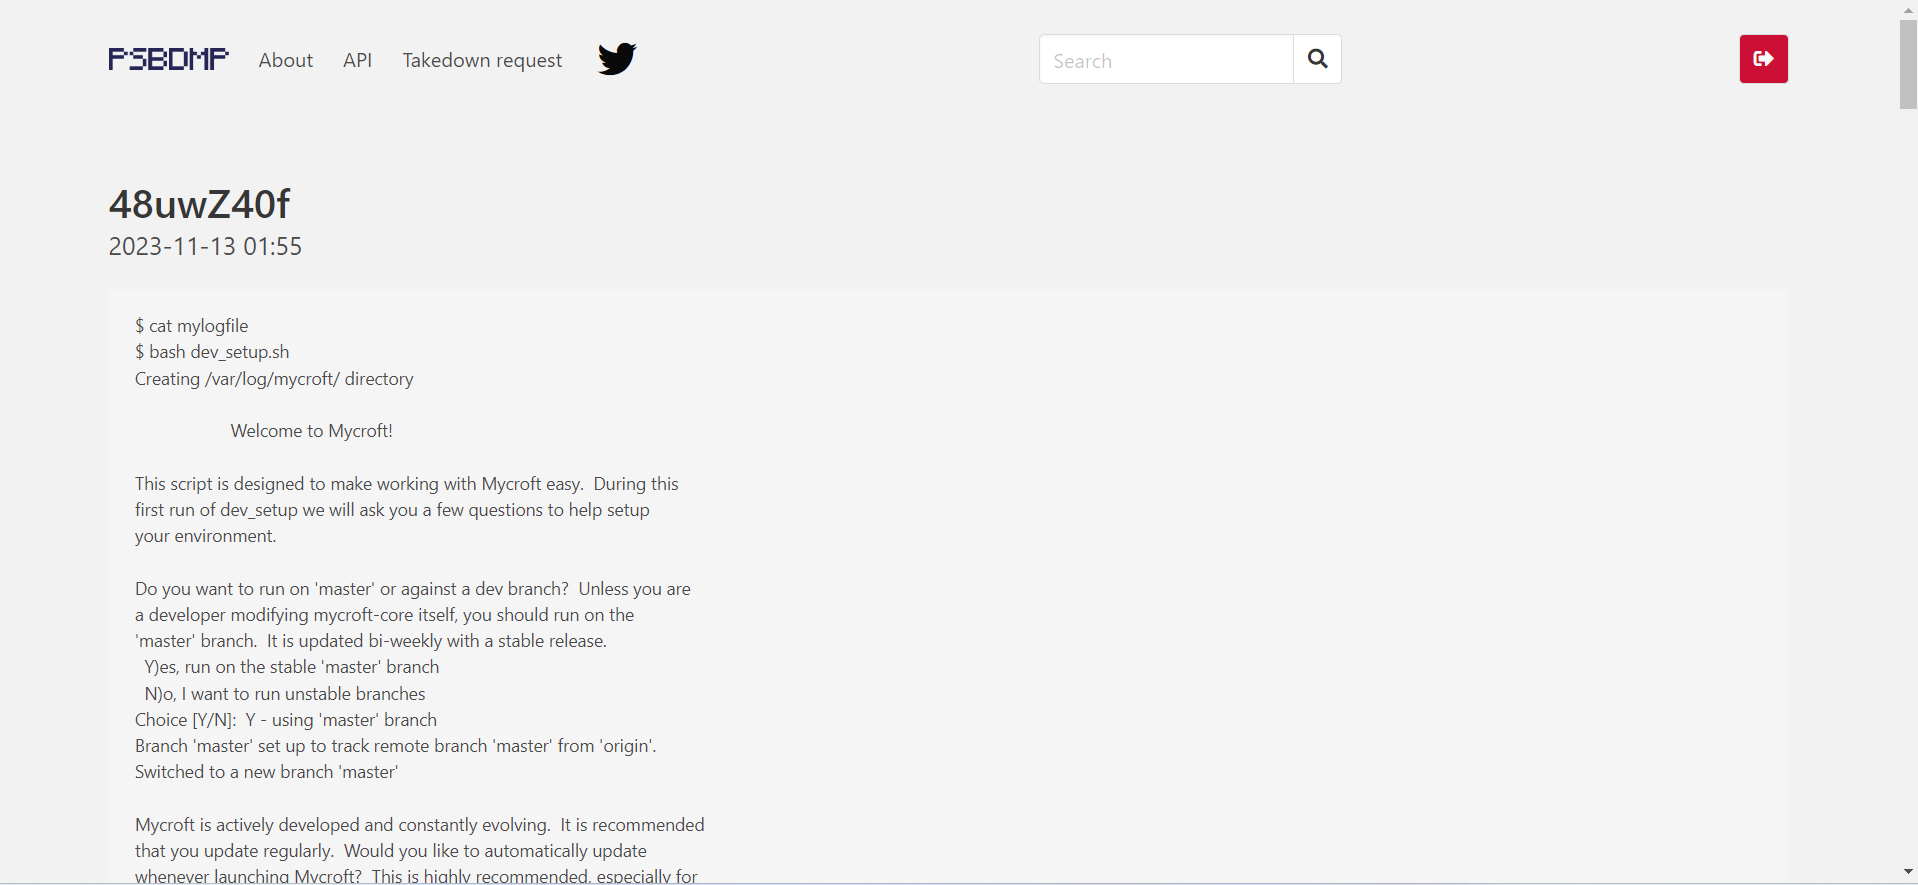 PSBDMP About API Takedown request Search
48uwZ40f
2023-11-13 01:55
$ cat mylogfile
$ bash dev_setup.sh
Creating /var/log/mycroft/ directory
Welcome to Mycroft!
This script is designed to make working with Mycroft easy.  During this
first run of dev_setup we will ask you a few questions to help setup
your environment.
Do you want to run on 'master' or against a dev branch?  Unless you are
a developer modifying mycroft-core itself, you should run on the
'master' branch.  It is updated bi-weekly with a stable release.
Y)es, run on the stable 'master' branch
N)o, I want to run unstable branches
Choice [Y/N]:  Y - using 'master' branch
Branch 'master' set up to track remote branch 'master' from 'origin'.
Switched to a new branch 'master'
Mycroft is actively developed and constantly evolving.  It is recommended
that you update regularly.  Would you like to automatically update
whenever launching Mycroft?  This is highly recommended, especially for